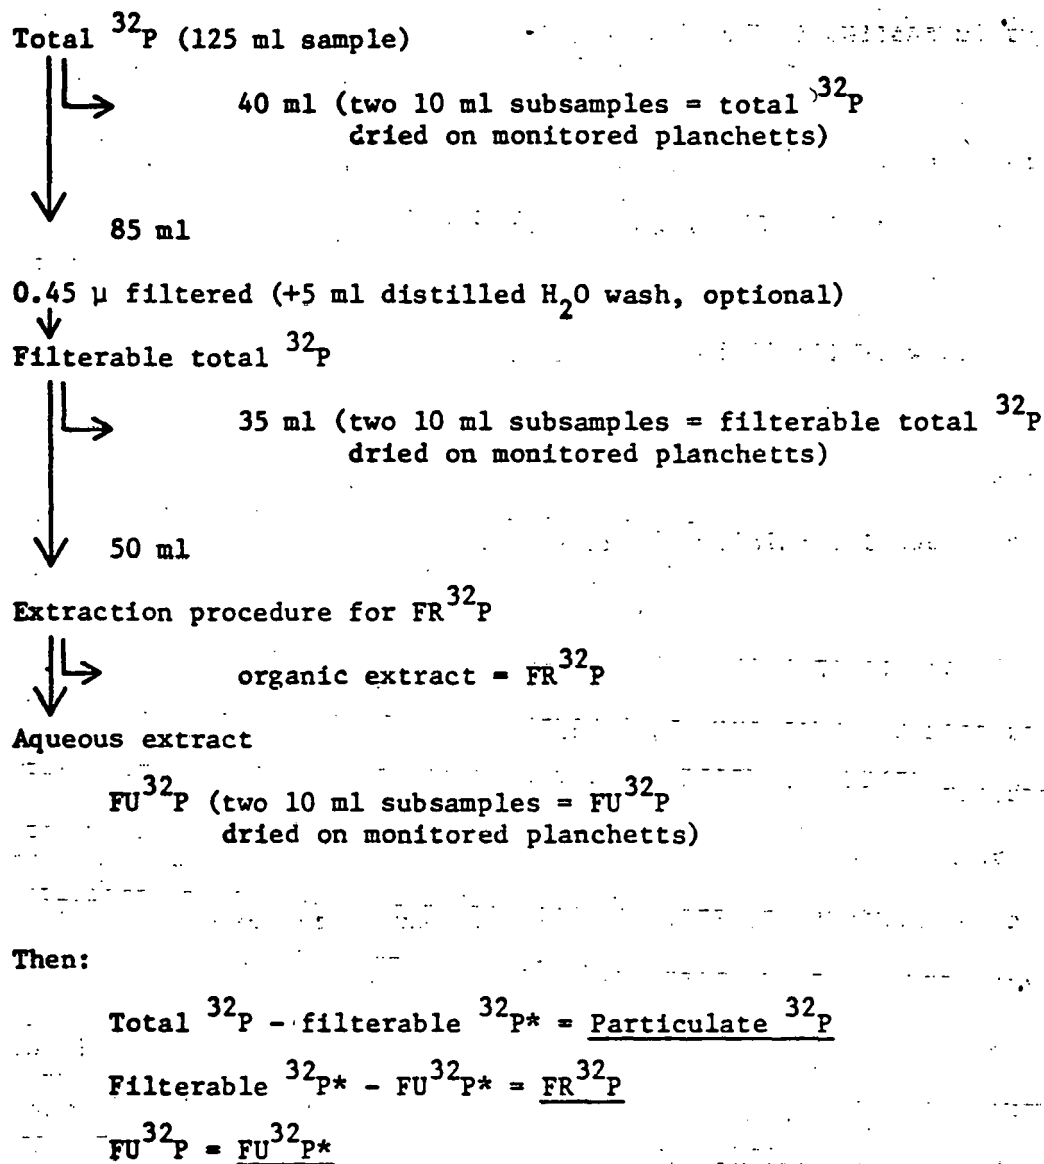 Total ³²P (125 ml sample)
40 ml (two 10 ml subsamples = total ³²P
dried on monitored planchetts)
85 ml
0.45 µ filtered (+5 ml distilled H₂O wash, optional)
Filterable total ³²P
35 ml (two 10 ml subsamples = filterable total ³²P
dried on monitored planchetts)
50 ml
Extraction procedure for FR³²P
organic extract = FR³²P
Aqueous extract
FU³²P (two 10 ml subsamples = FU³²P
dried on monitored planchetts)
Then:
Total ³²P - filterable ³²P* = Particulate ³²P
Filterable ³²P* - FU³²P* = FR³²P
FU³²P = FU³²P*